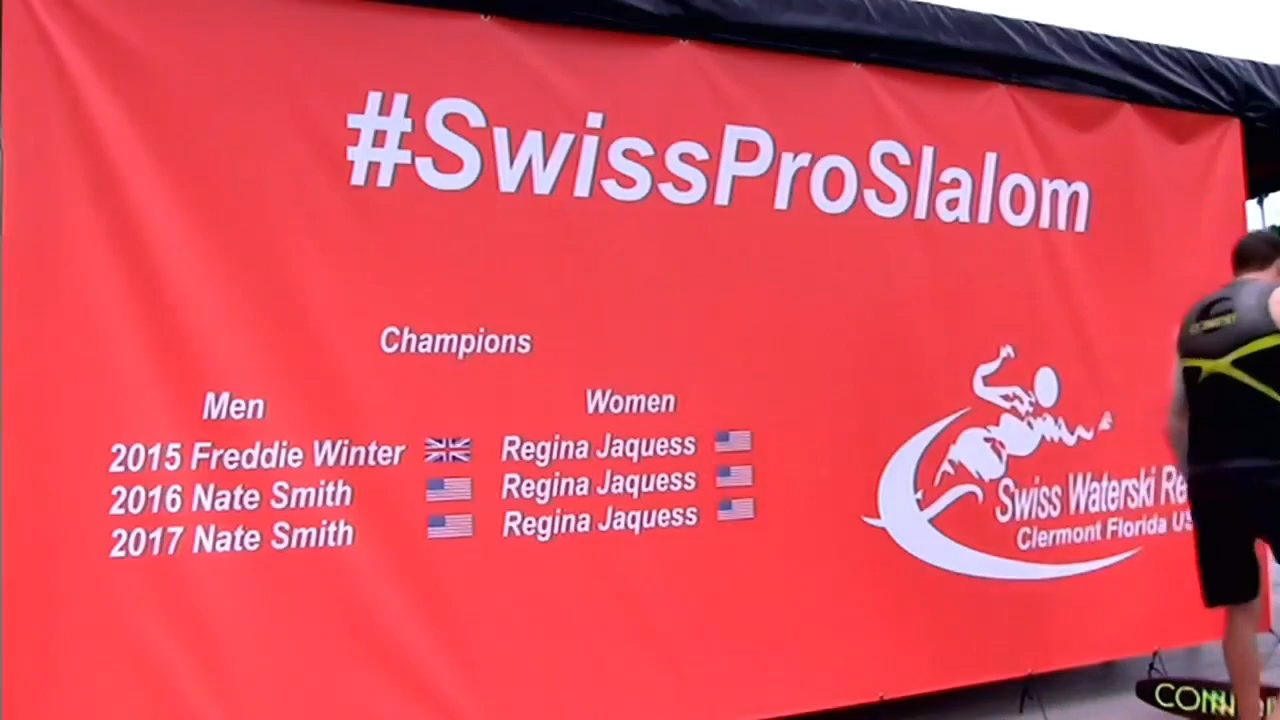 #SwissProSlalom
Champions
Men Women
2015 Freddie Winter Regina Jaquess
2016 Nate Smith Regina Jaquess
2017 Nate Smith Regina Jaquess
Swiss Waterski
Clermont Florida